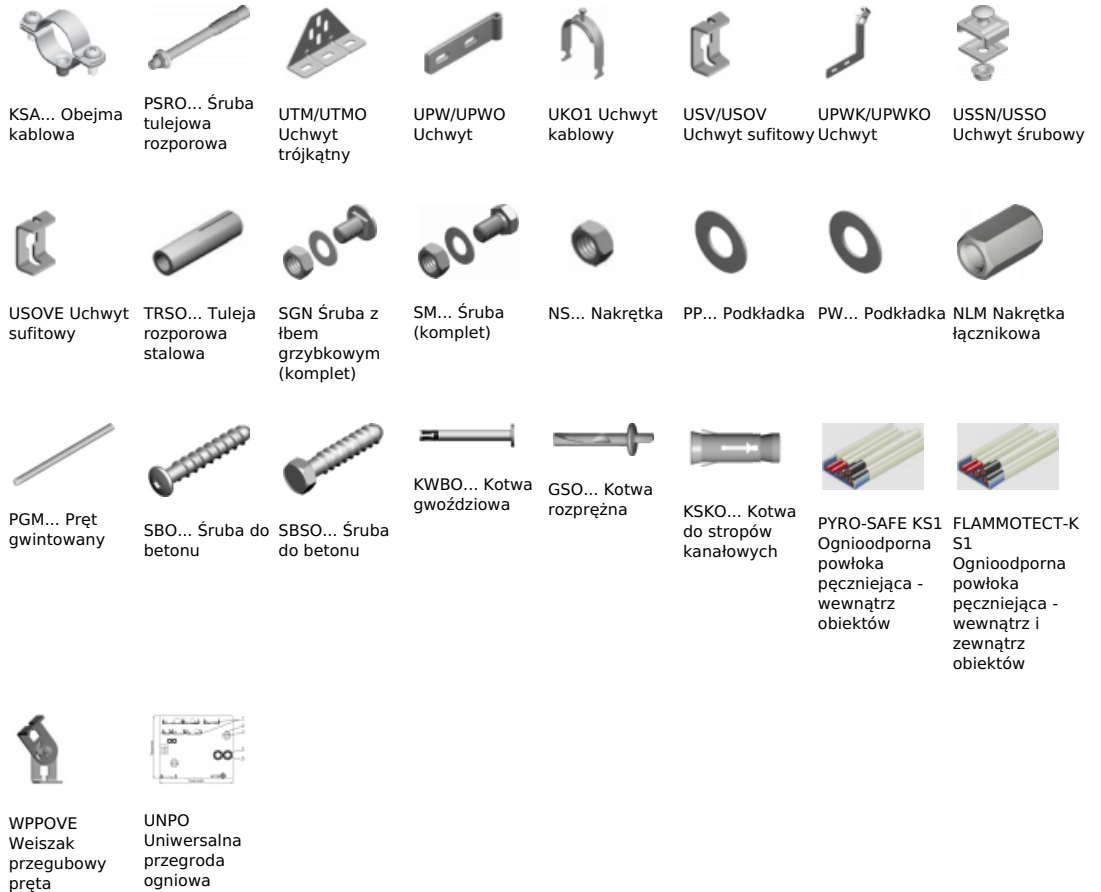 KSA... Obejma
kablowa
PSRO... Śruba
tulejowa
rozporowa
UTM/UTMO
Uchwyt
trójkątny
UPW/UPWO
Uchwyt
UKO1 Uchwyt
kablowy
USV/USOV
Uchwyt sufitowy
UPWK/UPWKO
Uchwyt
USSN/USSO
Uchwyt śrubowy
USOVE Uchwyt
sufitowy
TRSO... Tuleja
rozporowa
stalowa
SGN Śruba z
łbem
grzybkowym
(komplet)
SM... Śruba
(komplet)
NS... Nakrętka
PP... Podkładka
PW... Podkładka
NLM Nakrętka
łącznikowa
PGM... Pręt
gwintowany
SBO... Śruba do
betonu
SBSO... Śruba
do betonu
KWBO... Kotwa
gwoździowa
GSO... Kotwa
rozprężna
KSKO... Kotwa
do stropów
kanałowych
PYRO-SAFE KS1
Ognioodporna
powłoka
pęczniejąca -
wewnątrz
obiektów
FLAMMOTECT-K
S1
Ognioodporna
powłoka
pęczniejąca -
wewnątrz i
zewnątrz
obiektów
WPPOVE
Weiszak
przegubowy
pręta
UNPO
Uniwersalna
przegroda
ogniowa